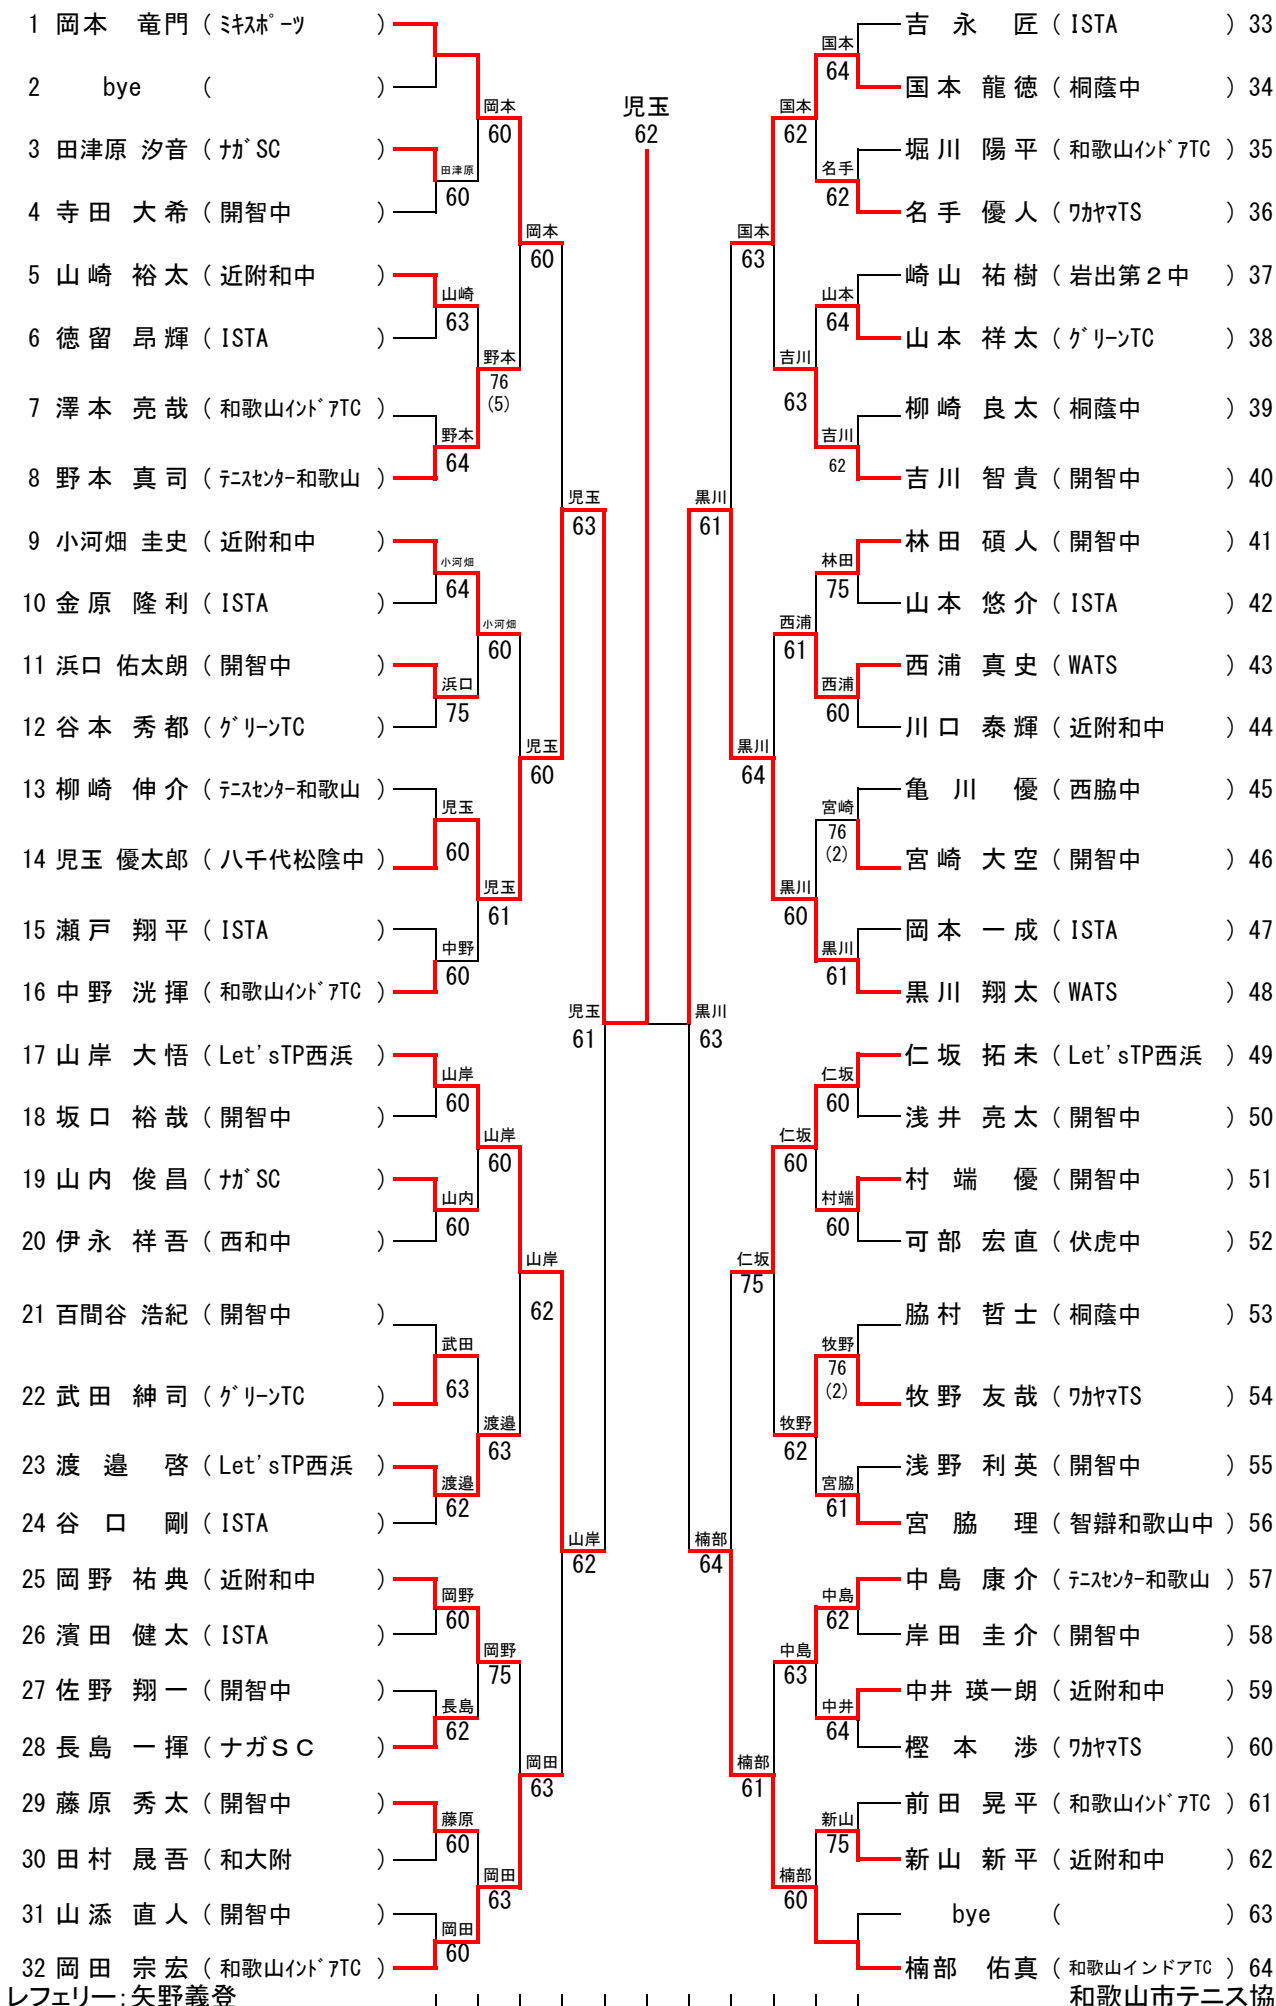 1 岡本 竜門 ( ミキスポーツ )
2 bye ( )
3 田津原 汐音 ( ナガSC )
4 寺田 大希 ( 開智中 )
5 山崎 裕太 ( 近附和中 )
6 徳留 昂輝 ( ISTA )
7 澤本 亮哉 ( 和歌山インドアTC )
8 野本 真司 ( テニスセンター和歌山 )
9 小河畑 圭史 ( 近附和中 )
10 金原 隆利 ( ISTA )
11 浜口 佑太朗 ( 開智中 )
12 谷本 秀都 ( グリーンTC )
13 柳崎 伸介 ( テニスセンター和歌山 )
14 児玉 優太郎 ( 八千代松陰中 )
15 瀬戸 翔平 ( ISTA )
16 中野 洸揮 ( 和歌山インドアTC )
17 山岸 大悟 ( Let'sTP西浜 )
18 坂口 裕哉 ( 開智中 )
19 山内 俊昌 ( ナガSC )
20 伊永 祥吾 ( 西和中 )
21 百間谷 浩紀 ( 開智中 )
22 武田 紳司 ( グリーンTC )
23 渡邉 啓 ( Let'sTP西浜 )
24 谷口 剛 ( ISTA )
25 岡野 祐典 ( 近附和中 )
26 濱田 健太 ( ISTA )
27 佐野 翔一 ( 開智中 )
28 長島 一揮 ( ナガSC )
29 藤原 秀太 ( 開智中 )
30 田村 晟吾 ( 和大附 )
31 山添 直人 ( 開智中 )
32 岡田 宗宏 ( 和歌山インドアTC )
レフェリー：矢野義登
田津原
60
山崎
63
野本
64
小河畑
64
浜口
75
児玉
60
中野
60
山岸
60
山内
60
武田
63
渡邉
62
岡野
60
長島
62
藤原
60
岡田
60
岡本
60
野本
76
(5)
小河畑
60
児玉
61
山岸
60
渡邉
63
岡野
75
岡田
63
岡本
60
児玉
60
山岸
62
岡田
63
児玉
63
山岸
62
児玉
61
児玉
62
黒川
63
黒川
61
楠部
64
国本
63
黒川
64
仁坂
75
楠部
61
国本
62
吉川
63
西浦
61
黒川
60
仁坂
60
牧野
62
中島
63
楠部
60
国本
64
名手
62
山本
64
吉川
62
林田
75
西浦
60
宮崎
76
(2)
黒川
61
仁坂
60
村端
60
牧野
76
(2)
宮脇
61
中島
62
中井
64
新山
75
吉永 匠 ( ISTA ) 33
国本 龍徳 ( 桐蔭中 ) 34
堀川 陽平 ( 和歌山インドアTC ) 35
名手 優人 ( ワカヤマTS ) 36
崎山 祐樹 ( 岩出第２中 ) 37
山本 祥太 ( グリーンTC ) 38
柳崎 良太 ( 桐蔭中 ) 39
吉川 智貴 ( 開智中 ) 40
林田 碩人 ( 開智中 ) 41
山本 悠介 ( ISTA ) 42
西浦 真史 ( WATS ) 43
川口 泰輝 ( 近附和中 ) 44
亀川 優 ( 西脇中 ) 45
宮崎 大空 ( 開智中 ) 46
岡本 一成 ( ISTA ) 47
黒川 翔太 ( WATS ) 48
仁坂 拓未 ( Let'sTP西浜 ) 49
浅井 亮太 ( 開智中 ) 50
村端 優 ( 開智中 ) 51
可部 宏直 ( 伏虎中 ) 52
脇村 哲士 ( 桐蔭中 ) 53
牧野 友哉 ( ワカヤマTS ) 54
浅野 利英 ( 開智中 ) 55
宮脇 理 ( 智辯和歌山中 ) 56
中島 康介 ( テニスセンター和歌山 ) 57
岸田 圭介 ( 開智中 ) 58
中井 瑛一朗 ( 近附和中 ) 59
樫本 渉 ( ワカヤマTS ) 60
前田 晃平 ( 和歌山インドアTC ) 61
新山 新平 ( 近附和中 ) 62
bye ( ) 63
楠部 佑真 ( 和歌山インドアTC ) 64
和歌山市テニス協